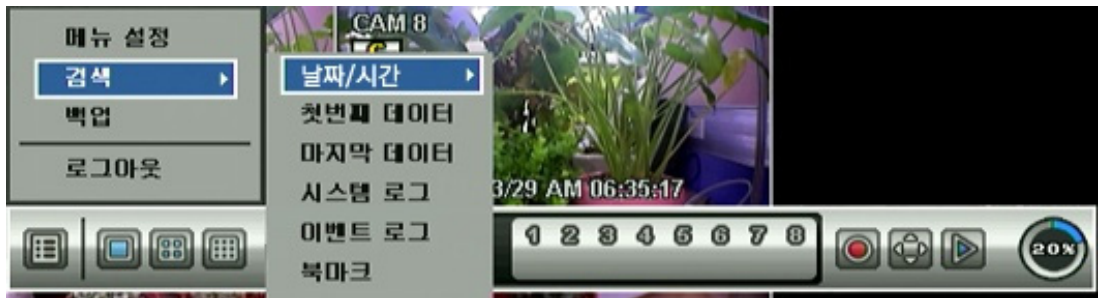 메뉴 설정
검색
백업
로그아웃
CAM 8
날짜/시간
첫번째 데이터
마지막 데이터
시스템 로그
이벤트 로그
북마크
3/29 AM 06:35:17
1 2 3 4 5 6 7 8
20%